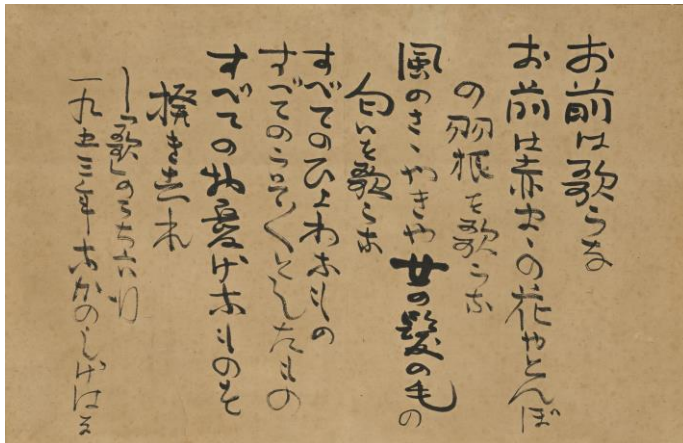 お前は歌うな
お前は赤まゝの花やとんぼ
の羽根を歌うな
風のさゝやきや女の髪の毛の
匂いを歌うな
すべてのひよわなもの
すべてのうそうそとしたもの
すべての物憂げなものを
撥き去れ
「歌」のうち六行
一九五三年なかのしげはる